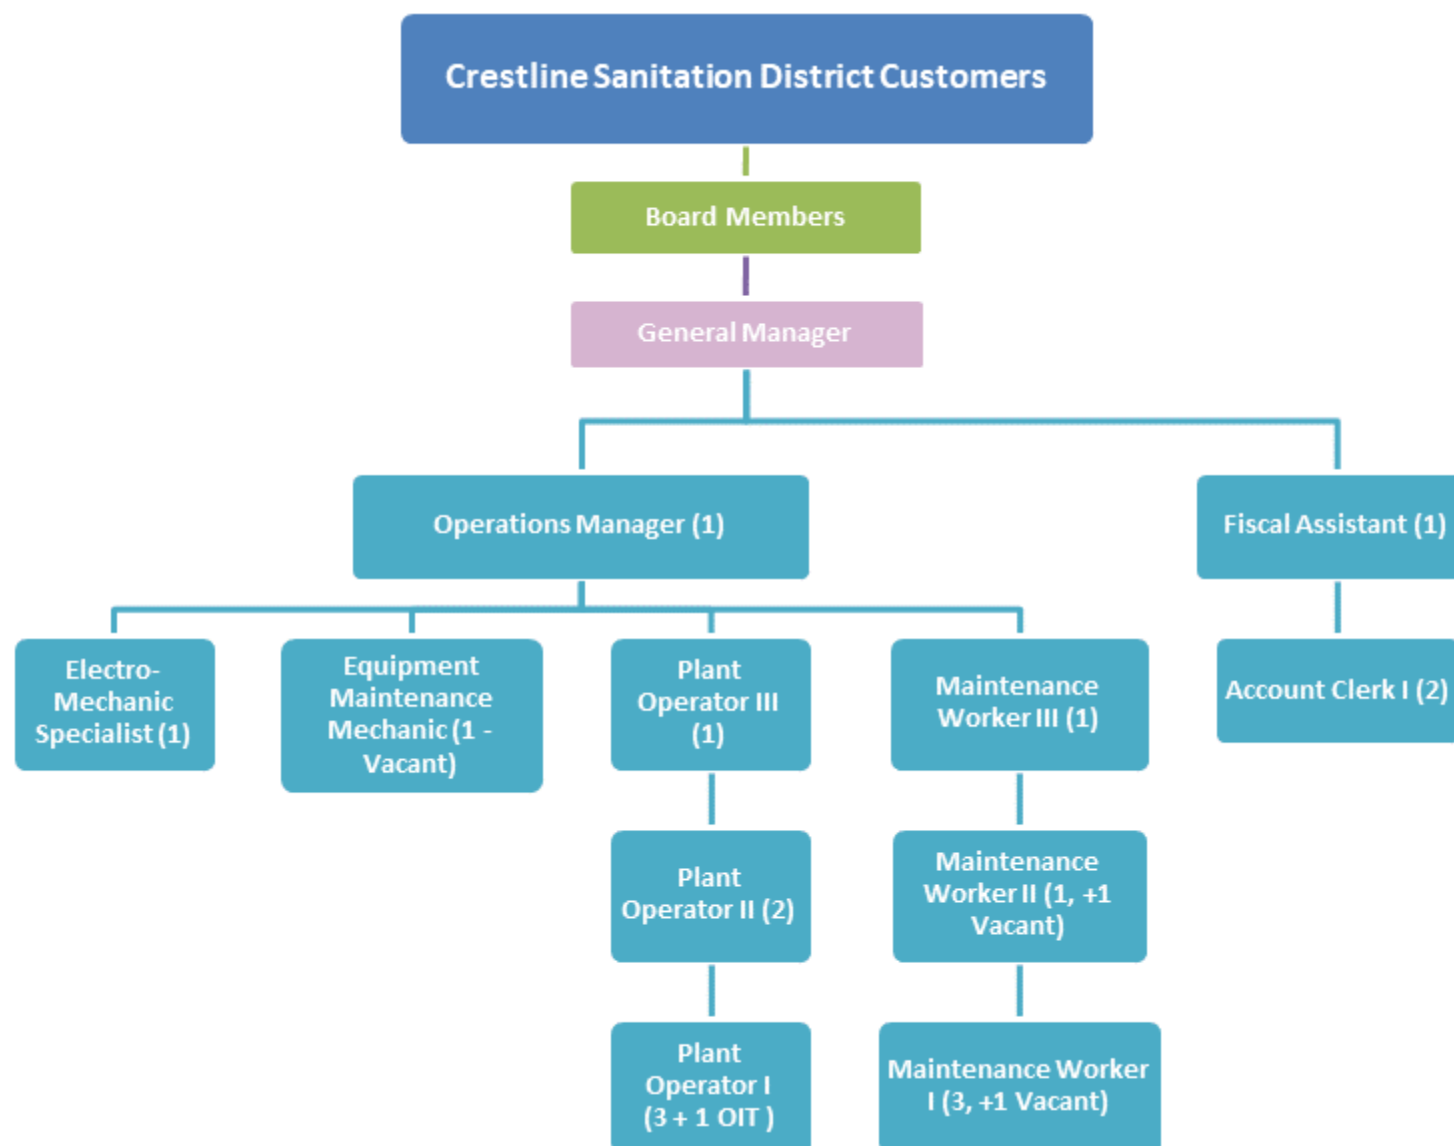 Crestline Sanitation District Customers
Board Members
General Manager
Operations Manager (1)
Fiscal Assistant (1)
Electro-
Mechanic
Specialist (1)
Equipment
Maintenance
Mechanic (1 -
Vacant)
Plant
Operator III
(1)
Maintenance
Worker III (1)
Account Clerk I (2)
Plant
Operator II (2)
Maintenance
Worker II (1, +1
Vacant)
Plant
Operator I
(3 + 1 OIT )
Maintenance Worker
I (3, +1 Vacant)